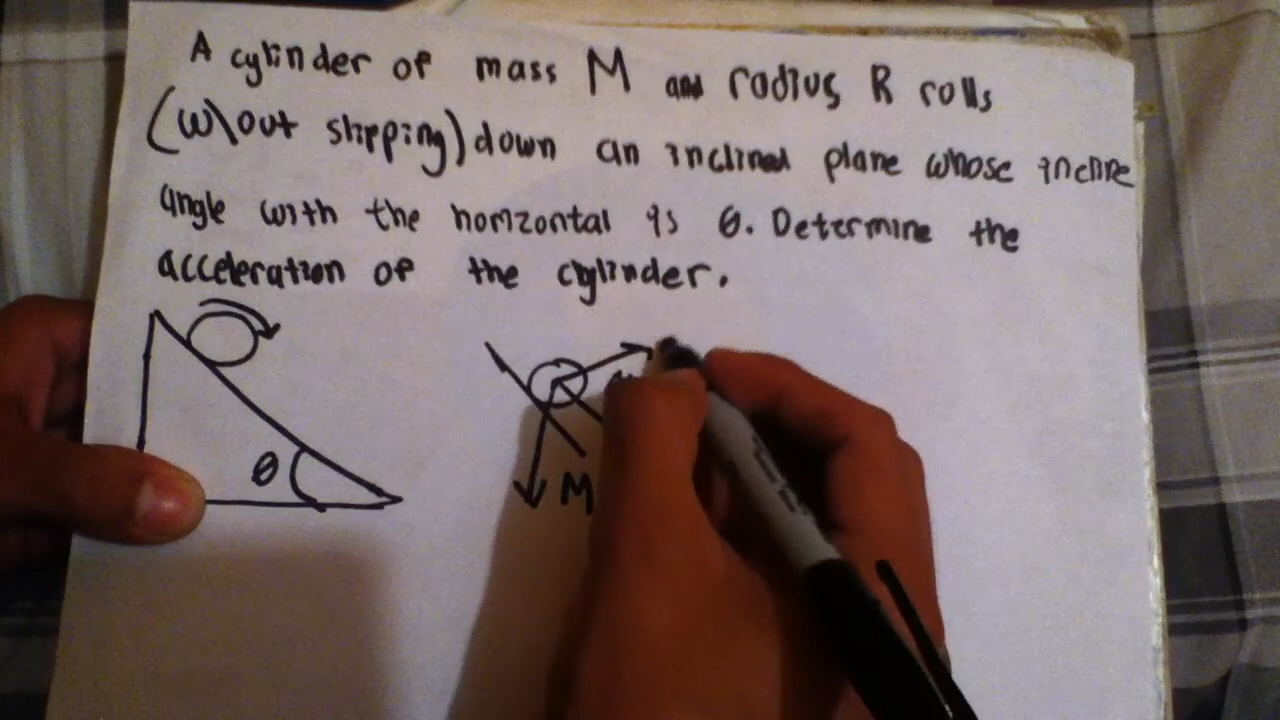 A cylinder of mass M and radius R rolls
(w\out slipping) down an inclined plane whose incline
angle with the horizontal is θ. Determine the
acceleration of the cylinder.
θ
M